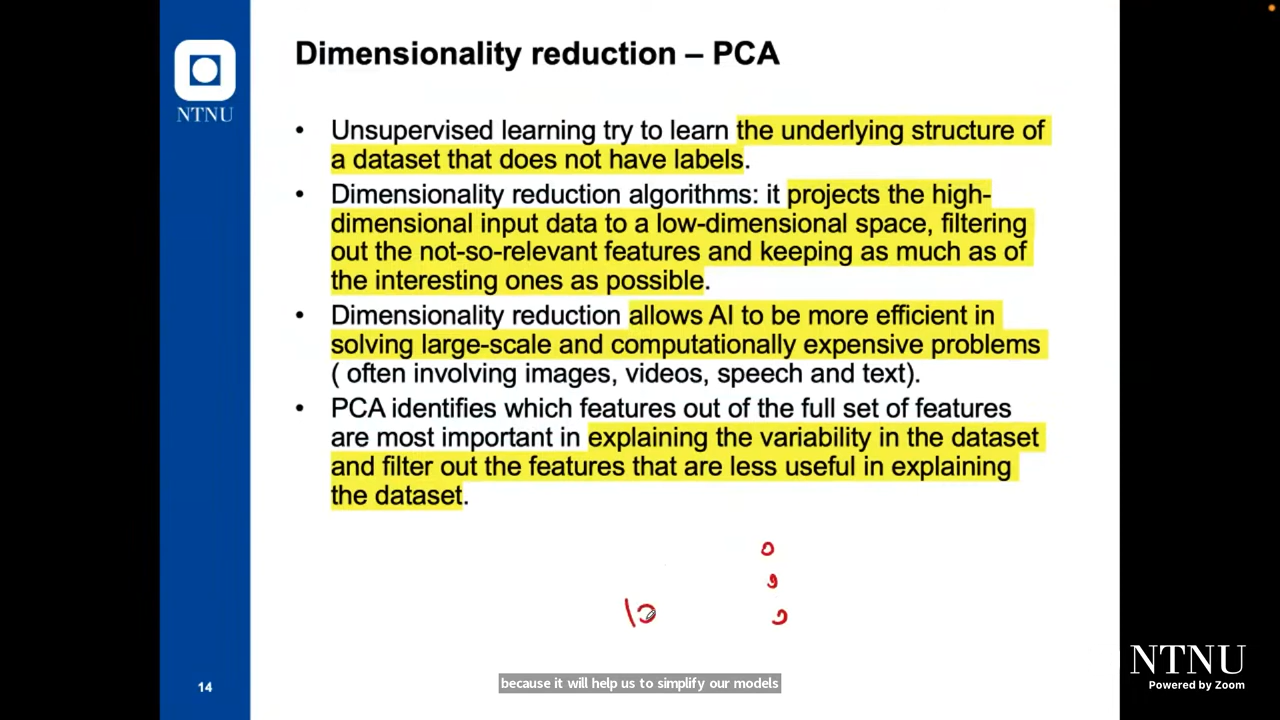 Dimensionality reduction – PCA
NTNU
• Unsupervised learning try to learn the underlying structure of
a dataset that does not have labels.
• Dimensionality reduction algorithms: it projects the high-
dimensional input data to a low-dimensional space, filtering
out the not-so-relevant features and keeping as much as of
the interesting ones as possible.
• Dimensionality reduction allows AI to be more efficient in
solving large-scale and computationally expensive problems
( often involving images, videos, speech and text).
• PCA identifies which features out of the full set of features
are most important in explaining the variability in the dataset
and filter out the features that are less useful in explaining
the dataset.
14
because it will help us to simplify our models
NTNU
Powered by Zoom